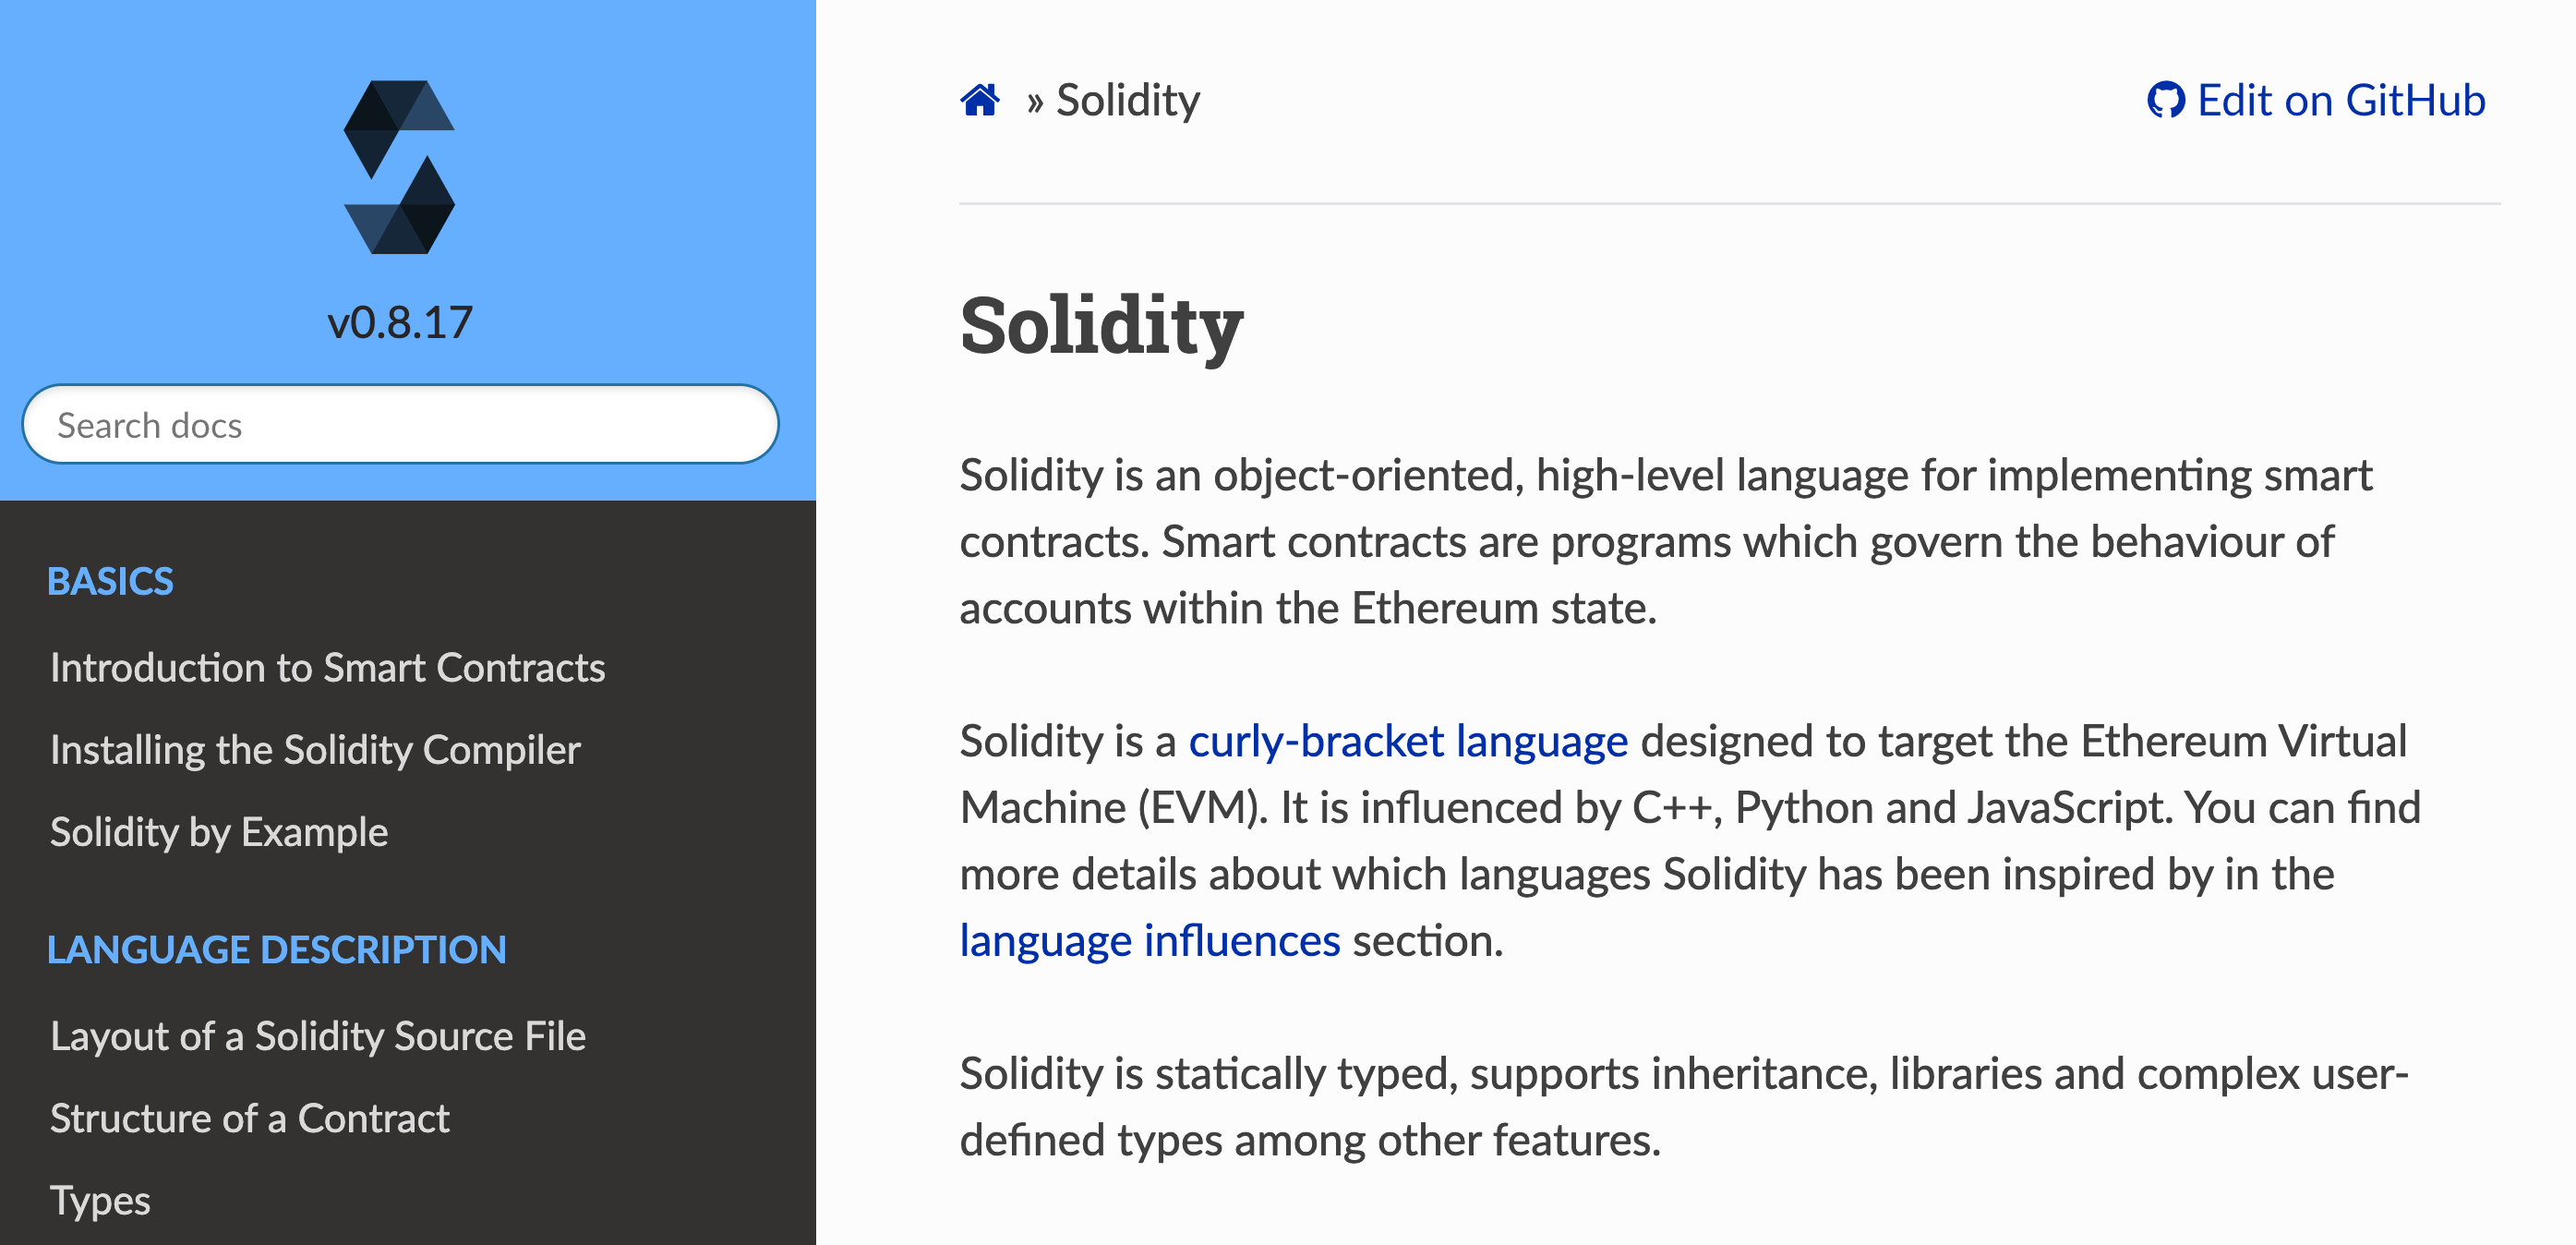 v0.8.17
Search docs
BASICS
Introduction to Smart Contracts
Installing the Solidity Compiler
Solidity by Example
LANGUAGE DESCRIPTION
Layout of a Solidity Source File
Structure of a Contract
Types
» Solidity
Edit on GitHub
Solidity
Solidity is an object-oriented, high-level language for implementing smart
contracts. Smart contracts are programs which govern the behaviour of
accounts within the Ethereum state.
Solidity is a curly-bracket language designed to target the Ethereum Virtual
Machine (EVM). It is influenced by C++, Python and JavaScript. You can find
more details about which languages Solidity has been inspired by in the
language influences section.
Solidity is statically typed, supports inheritance, libraries and complex user-
defined types among other features.